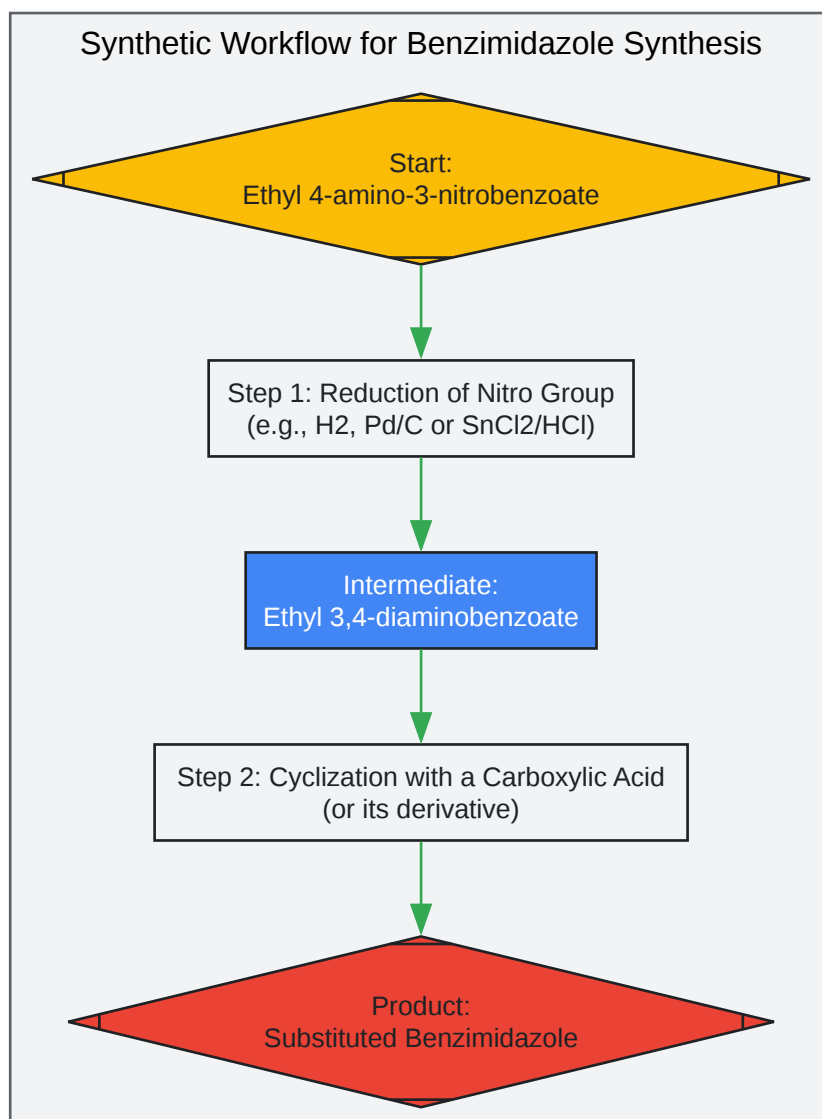 Synthetic Workflow for Benzimidazole Synthesis
Start:
Ethyl 4-amino-3-nitrobenzoate
Step 1: Reduction of Nitro Group
(e.g., H2, Pd/C or SnCl2/HCl)
Intermediate:
Ethyl 3,4-diaminobenzoate
Step 2: Cyclization with a Carboxylic Acid
(or its derivative)
Product:
Substituted Benzimidazole